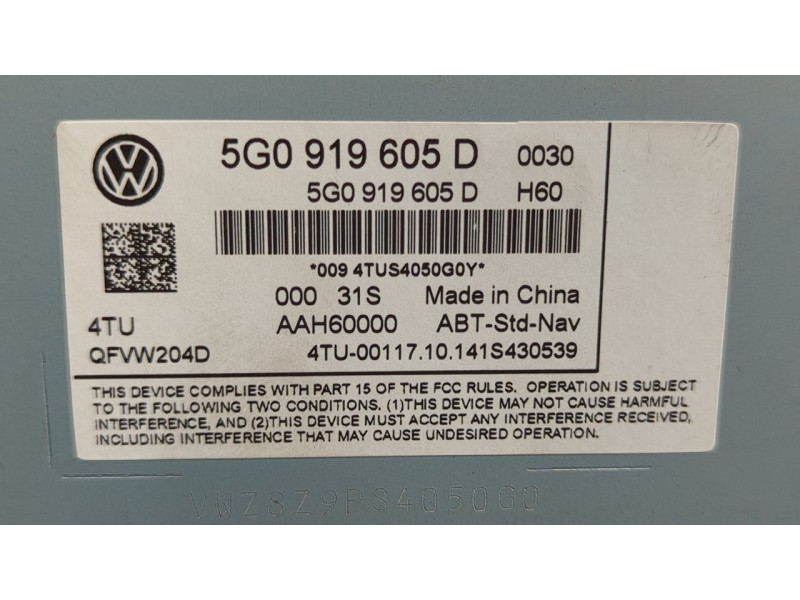 5G0 919 605 D 0030
5G0 919 605 D H60
*009 4TUS4050G0Y*
000 31S Made in China
4TU AAH60000 ABT-Std-Nav
QFVW204D 4TU-00117.10.141S430539
THIS DEVICE COMPLIES WITH PART 15 OF THE FCC RULES. OPERATION IS SUBJECT
TO THE FOLLOWING TWO CONDITIONS. (1)THIS DEVICE MAY NOT CAUSE HARMFUL
INTERFERENCE, AND (2)THIS DEVICE MUST ACCEPT ANY INTERFERENCE RECEIVED,
INCLUDING INTERFERENCE THAT MAY CAUSE UNDESIRED OPERATION.
VWZ8Z9PS4050G0